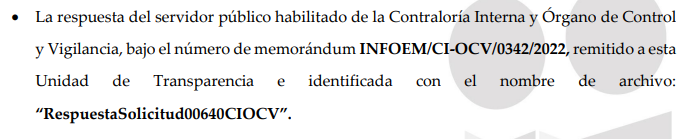 • La respuesta del servidor público habilitado de la Contraloría Interna y Órgano de Control
y Vigilancia, bajo el número de memorándum INFOEM/CI-OCV/0342/2022, remitido a esta
Unidad de Transparencia e identificada con el nombre de archivo:
“RespuestaSolicitud00640CIOCV”.